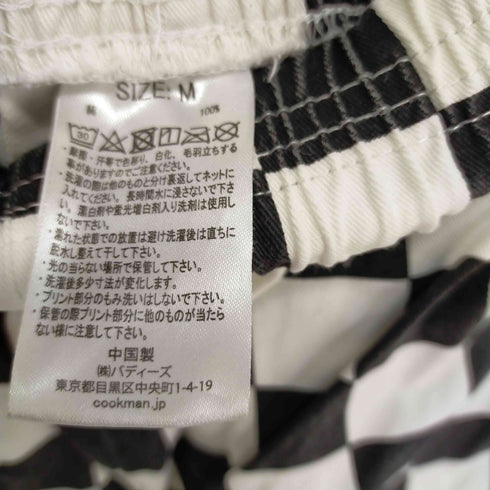 SIZE: M
綿 100%
30
・摩擦・汗等で色移り、白化、毛羽立ちする
事がありますのでご注意下さい。
・洗濯の際は他のものと分け裏返してネットに
入れてください。長時間水に浸さないで下さ
い。漂白剤や蛍光増白剤入り洗剤は使用し
ないで下さい。
・濡れた状態での放置は避け洗濯後は直ちに
脱水し整えて干して下さい。
・光の当らない場所で保管して下さい。
・洗濯後多少寸法が変化します。
・プリント部分のもみ洗いはしないで下さい。
・保管の際プリント部分に他のものが当たら
ない様に注意して下さい。
中国製
㈱バディーズ
東京都目黒区中央町1-4-19
cookman.jp